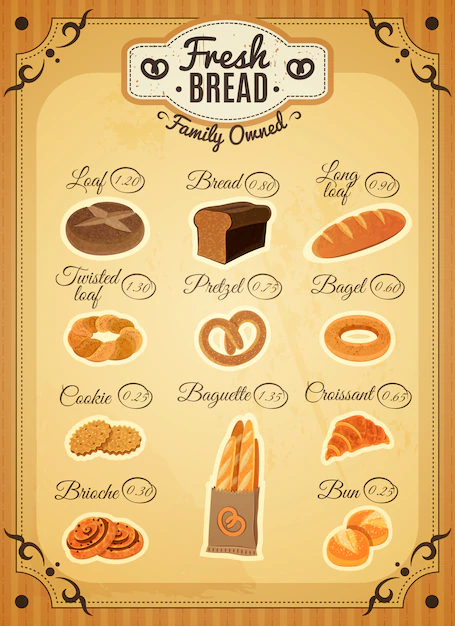 Fresh
BREAD
Family Owned
Loaf 1.20
Bread 0.80
Long
loaf 0.90
Twisted
loaf 1.30
Pretzel 0.75
Bagel 0.60
Cookie 0.25
Baguette 1.35
Croissant 0.65
Brioche 0.30
Bun 0.25